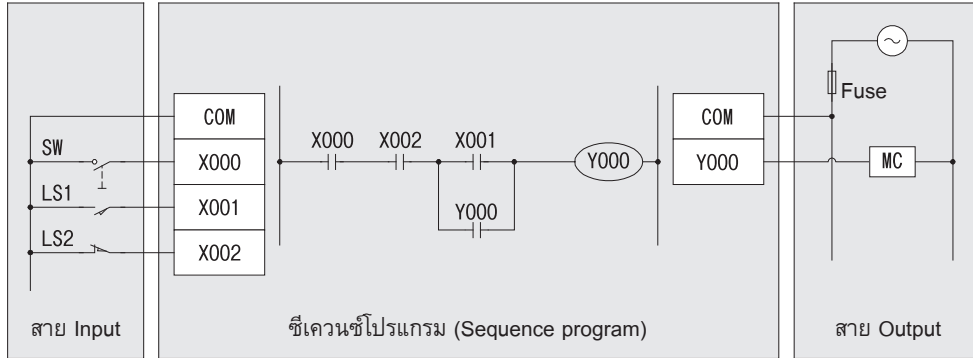 Fuse
COM
COM
SW
X000
X000
X002
X001
Y000
Y000
MC
LS1
X001
Y000
LS2
X002
สาย Input
ซีเควนซ์โปรแกรม (Sequence program)
สาย Output